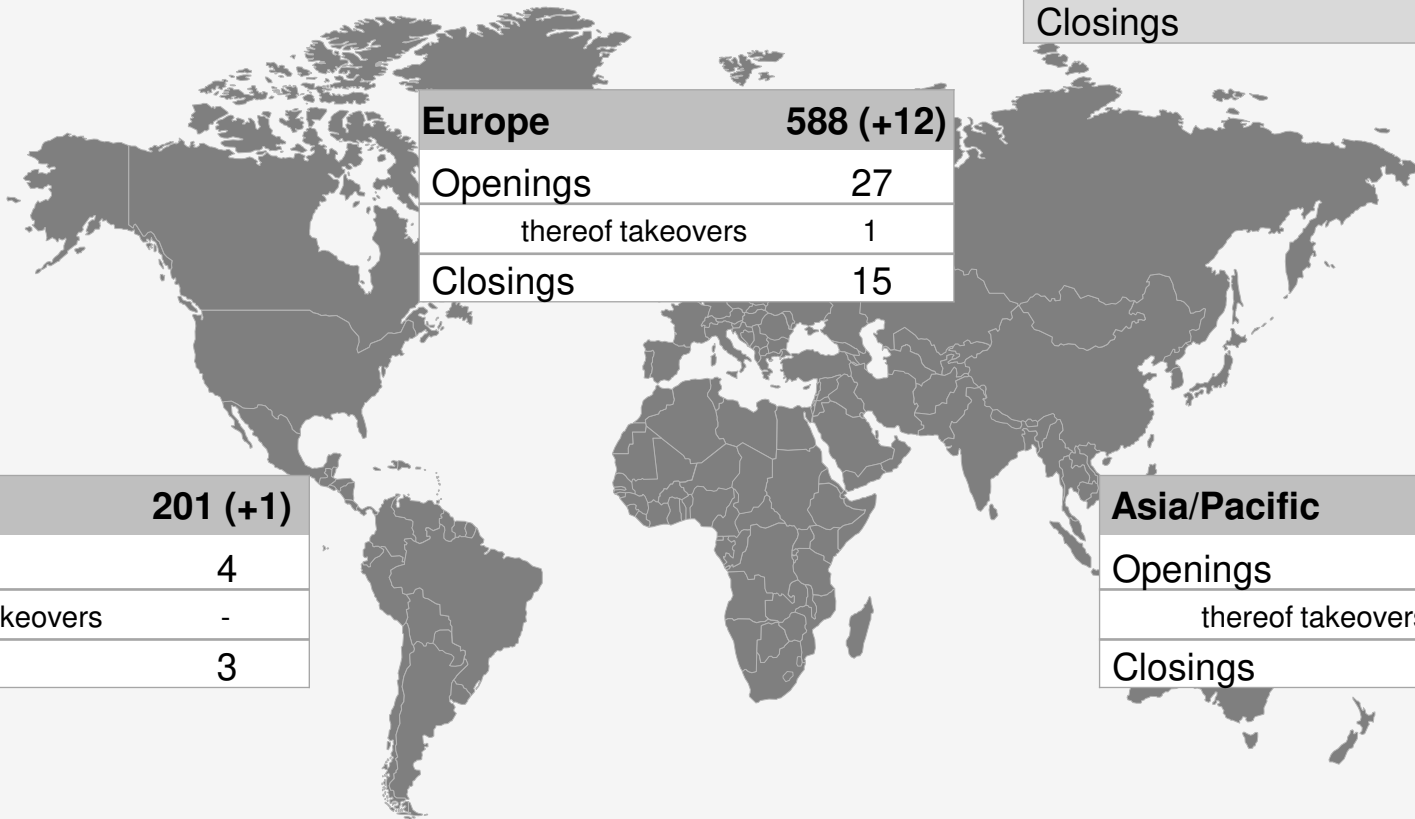 Closings
Europe 588 (+12)
Openings 27
thereof takeovers 1
Closings 15
201 (+1)
4
keovers -
3
Asia/Pacific
Openings
thereof takeovers
Closings